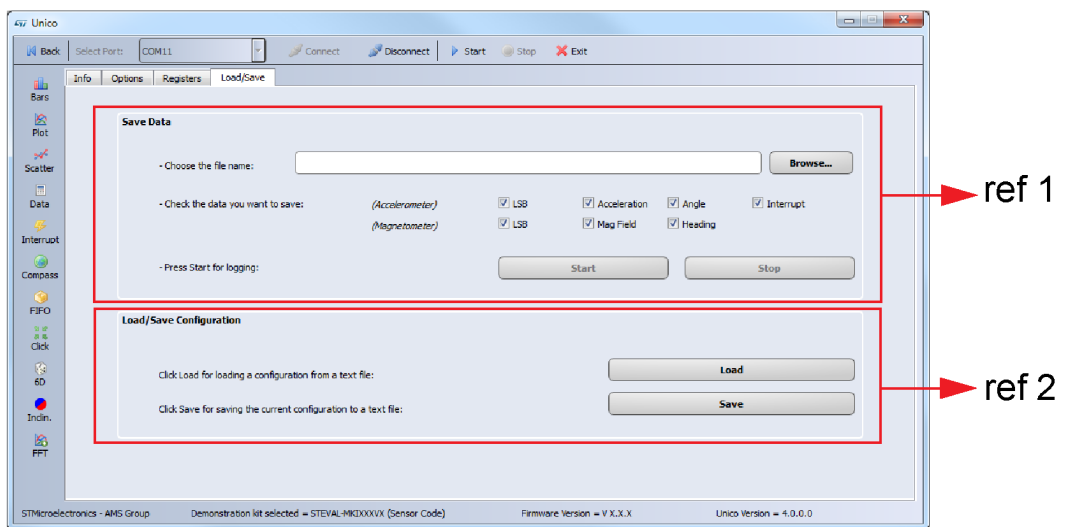 ST Unico
Back Select Port: COM11 Connect Disconnect Start Stop Exit
Info Options Registers Load/Save
Bars
Plot
Scatter
Data
Interrupt
Compass
FIFO
Click
6D
Inclin.
FFT
Save Data
- Choose the file name: Browse...
- Check the data you want to save: (Accelerometer) LSB Acceleration Angle Interrupt
(Magnetometer) LSB Mag Field Heading
- Press Start for logging: Start Stop
ref 1
Load/Save Configuration
Click Load for loading a configuration from a text file: Load
Click Save for saving the current configuration to a text file: Save
ref 2
STMicroelectronics - AMS Group Demonstration kit selected = STEVAL-MKIXXXVX (Sensor Code) Firmware Version = V X.X.X Unico Version = 4.0.0.0